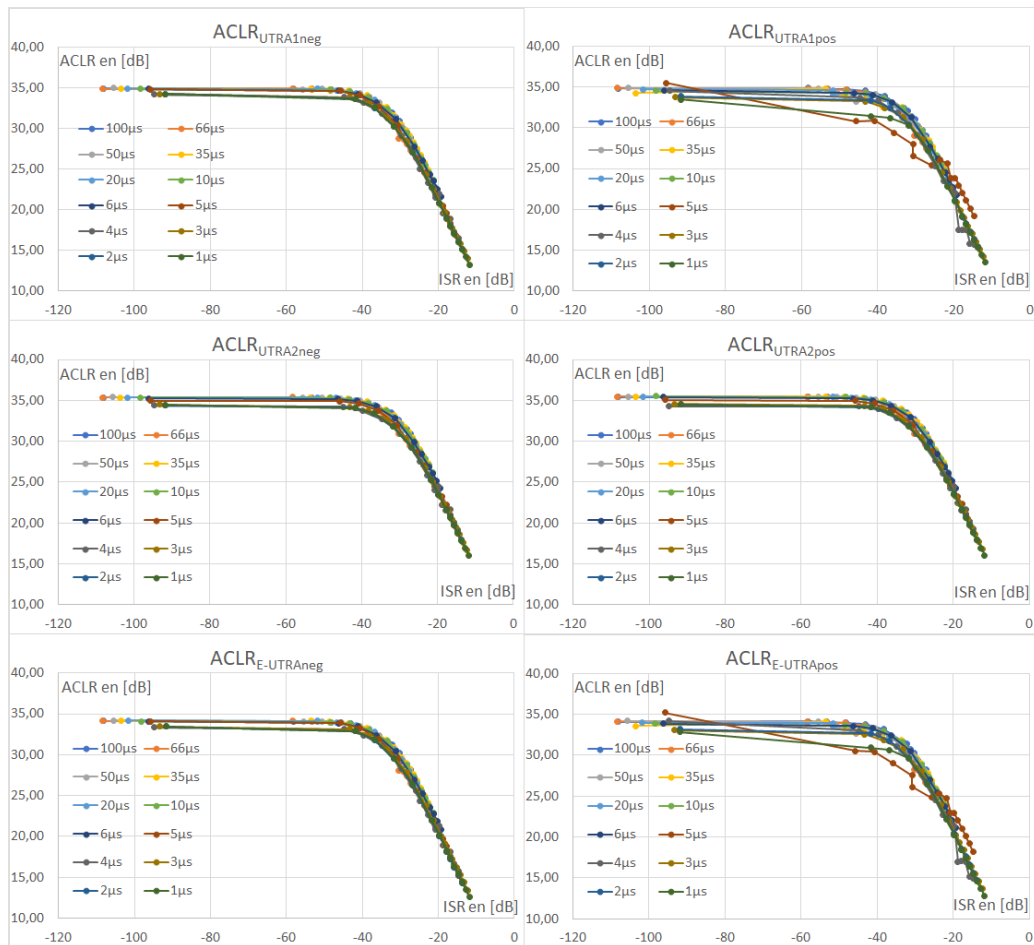 ACLR UTRA1neg
ACLR en [dB]
40,00
35,00
30,00
25,00
20,00
15,00
10,00
100µs 66µs
50µs 35µs
20µs 10µs
6µs 5µs
4µs 3µs
2µs 1µs
ISR en [dB]
-120 -100 -80 -60 -40 -20 0
ACLR UTRA1pos
ACLR en [dB]
40,00
35,00
30,00
25,00
20,00
15,00
10,00
100µs 66µs
50µs 35µs
20µs 10µs
6µs 5µs
4µs 3µs
2µs 1µs
ISR en [dB]
-120 -100 -80 -60 -40 -20 0
ACLR UTRA2neg
ACLR en [dB]
40,00
35,00
30,00
25,00
20,00
15,00
10,00
100µs 66µs
50µs 35µs
20µs 10µs
6µs 5µs
4µs 3µs
2µs 1µs
ISR en [dB]
-120 -100 -80 -60 -40 -20 0
ACLR UTRA2pos
ACLR en [dB]
40,00
35,00
30,00
25,00
20,00
15,00
10,00
100µs 66µs
50µs 35µs
20µs 10µs
6µs 5µs
4µs 3µs
2µs 1µs
ISR en [dB]
-120 -100 -80 -60 -40 -20 0
ACLR E-UTRAneg
ACLR en [dB]
40,00
35,00
30,00
25,00
20,00
15,00
10,00
100µs 66µs
50µs 35µs
20µs 10µs
6µs 5µs
4µs 3µs
2µs 1µs
ISR en [dB]
-120 -100 -80 -60 -40 -20 0
ACLR E-UTRApos
ACLR en [dB]
40,00
35,00
30,00
25,00
20,00
15,00
10,00
100µs 66µs
50µs 35µs
20µs 10µs
6µs 5µs
4µs 3µs
2µs 1µs
ISR en [dB]
-120 -100 -80 -60 -40 -20 0